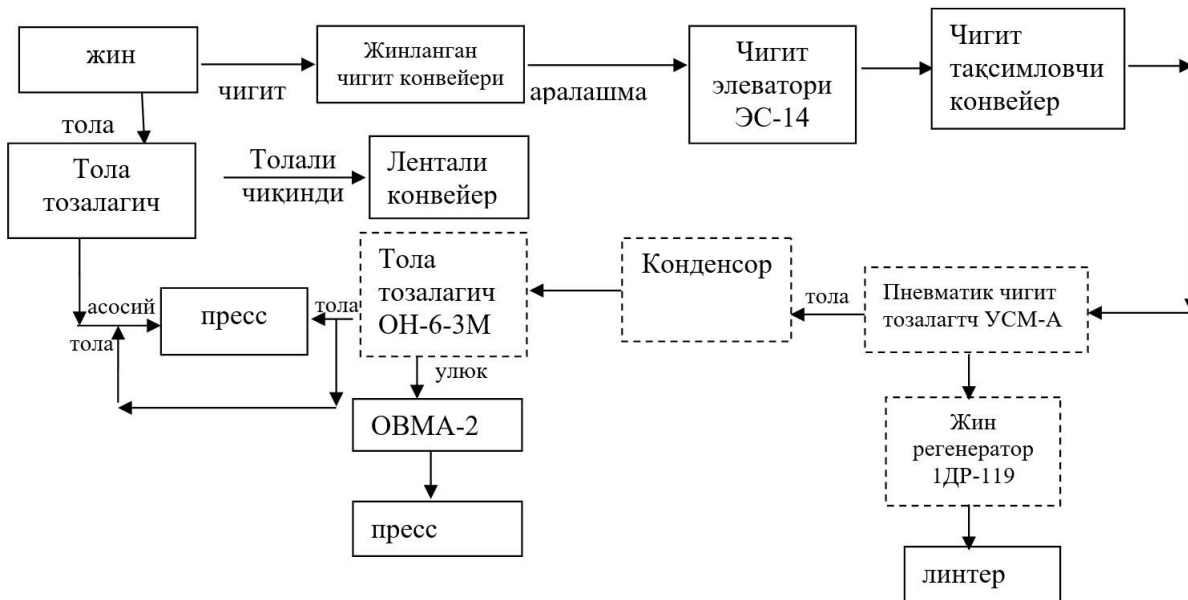 жин
чигит
Жинланган
чигит конвейери
аралашма
Чигит
элеватори
ЭС-14
Чигит
тақсимловчи
конвейер
тола
Тола
тозалагич
Толали
чиқинди
Лентали
конвейер
асосий
тола
пресс
тола
Тола
тозалагич
ОН-6-3М
Конденсор
тола
Пневматик чигит
тозалагтч УСМ-А
улюк
ОВМА-2
пресс
Жин
регенератор
1ДР-119
линтер